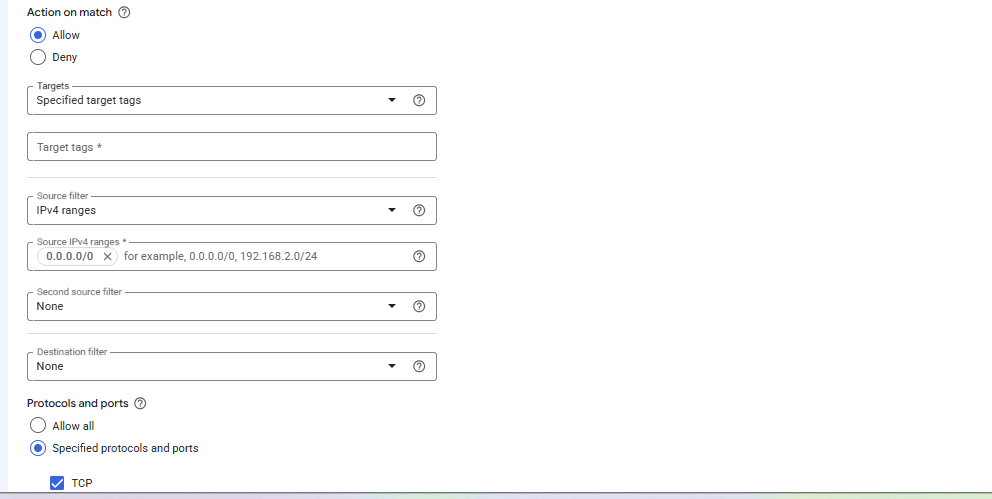 Action on match
Allow
Deny
Targets
Specified target tags
Target tags *
Source filter
IPv4 ranges
Source IPv4 ranges *
0.0.0.0/0 for example, 0.0.0.0/0, 192.168.2.0/24
Second source filter
None
Destination filter
None
Protocols and ports
Allow all
Specified protocols and ports
TCP